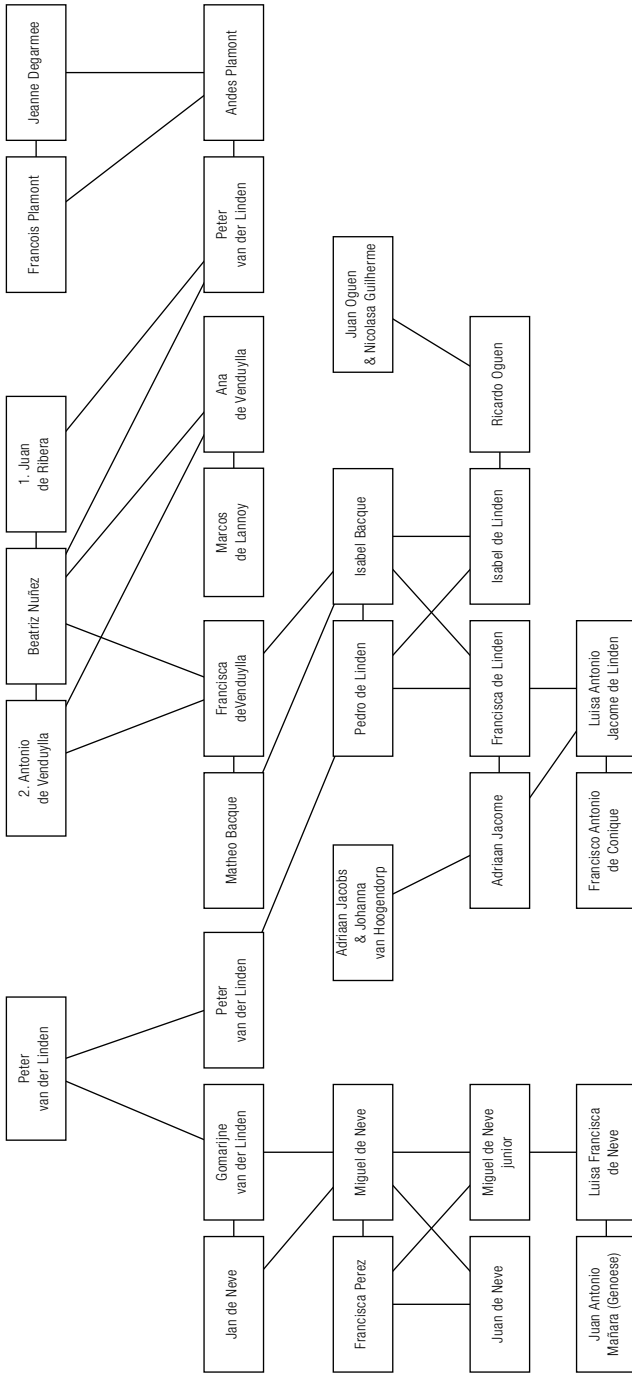 Peter
van der Linden
2. Antonio
de Venduylla
Beatriz Nuñez
1. Juan
de Ribera
Francois Plamont
Jeanne Degarmee
Jan de Neve
Gomarijne
van der Linden
Peter
van der Linden
Matheo Bacque
Francisca
deVenduylla
Marcos
de Lannoy
Ana
de Venduylla
Peter
van der Linden
Andes Plamont
Francisca Perez
Miguel de Neve
Adriaan Jacobs
& Johanna
van Hoogendorp
Pedro de Linden
Isabel Bacque
Juan Oguen
& Nicolasa Guilherme
Juan de Neve
Miguel de Neve
junior
Adriaan Jacome
Francisca de Linden
Isabel de Linden
Ricardo Oguen
Juan Antonio
Mañara (Genoese)
Luisa Francisca
de Neve
Francisco Antonio
de Conique
Luisa Antonio
Jacome de Linden